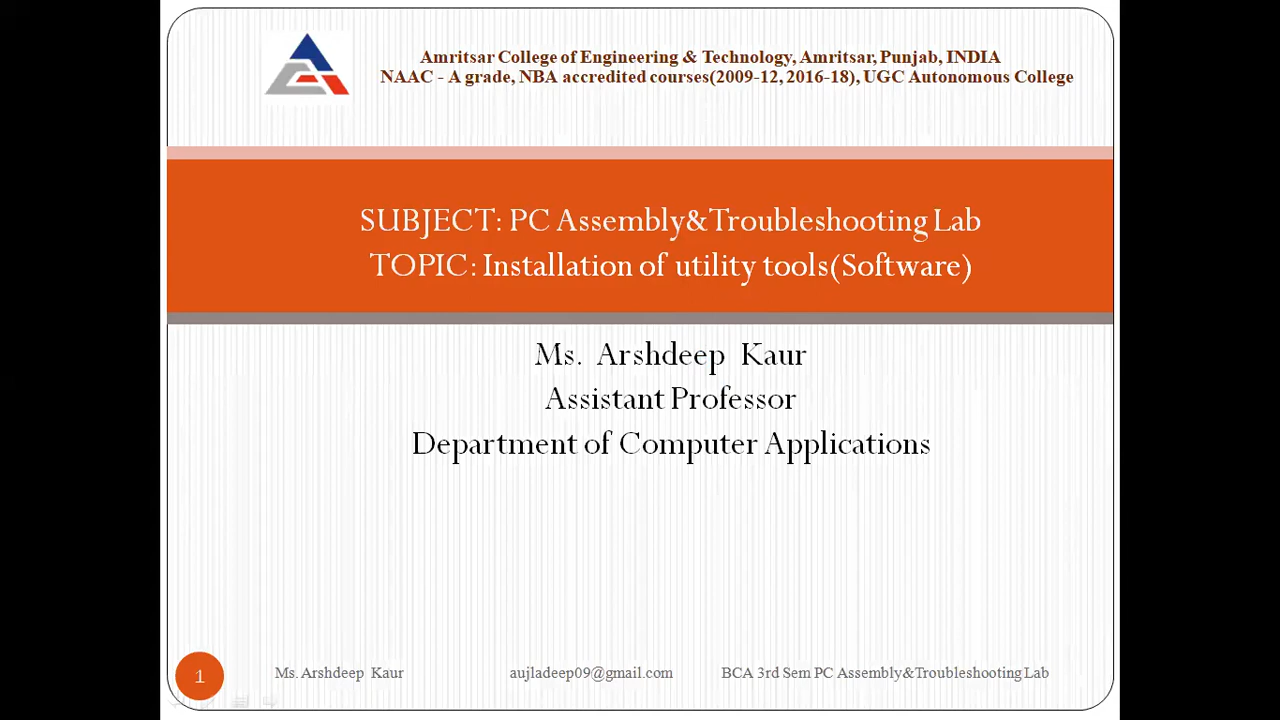 Amritsar College of Engineering & Technology, Amritsar, Punjab, INDIA
NAAC - A grade, NBA accredited courses(2009-12, 2016-18), UGC Autonomous College
SUBJECT: PC Assembly&Troubleshooting Lab
TOPIC: Installation of utility tools(Software)
Ms. Arshdeep Kaur
Assistant Professor
Department of Computer Applications
1
Ms. Arshdeep Kaur
aujladeep09@gmail.com
BCA 3rd Sem PC Assembly&Troubleshooting Lab